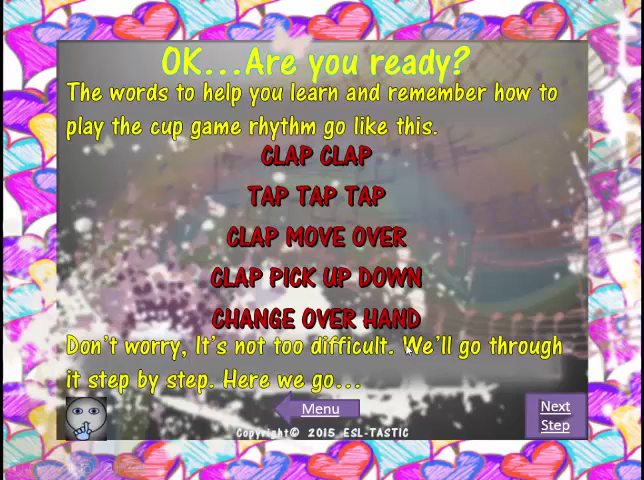 OK...Are you ready?
The words to help you learn and remember how to
play the cup game rhythm go like this.
CLAP CLAP
TAP TAP TAP
CLAP MOVE OVER
CLAP PICK UP DOWN
CHANGE OVER HAND
Don't worry, It's not too difficult. We'll go through
it step by step. Here we go...
Menu
Next
Step
Copyright© 2015 ESL-TASTIC